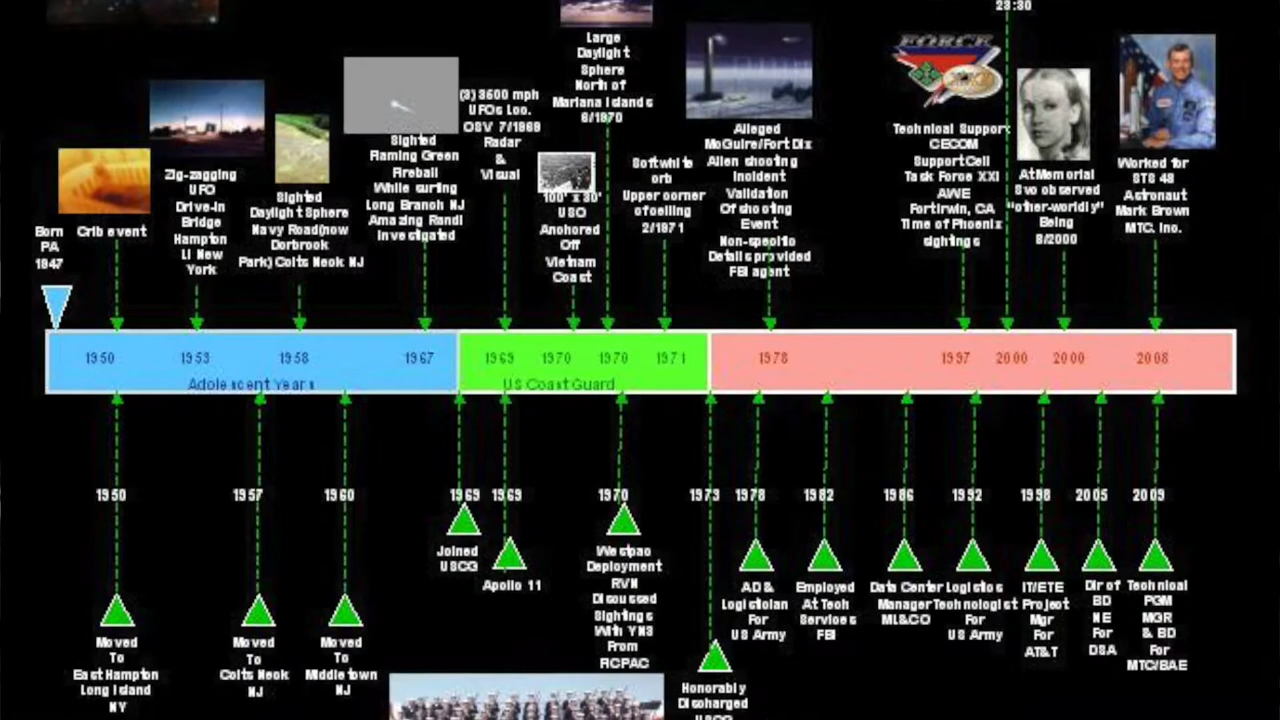 23:30
Large
Daylight
Sphere
North of
Mariana Islands
6/1970
FORCE
(3) 3600 mph
UFOs Loo.
OSV 7/1969
Radar
&
Visual
Alleged
McGuire/Fort Dix
Alien shooting
Incident
Validation
Of shooting
Event
Non-specific
Details provided
FBI agent
Technical Support
CECOM
Support Cell
Task Force XXI
AWE
Fort Irwin, CA
Time of Phoenix
sightings
Sighted
Flaming Green
Fireball
While surfing
Long Branch NJ
Amazing Randi
Investigated
Softwhite
orb
Upper corner
of ceiling
2/1971
At Memorial
Svo observed
"other-worldly"
Being
8/2000
Worked for
STS 48
Astronaut
Mark Brown
MTC. Inc.
Zig-zagging
UFO
Drive-In
Bridge
Hampton
LI New
York
Sighted
Daylight Sphere
Navy Road(now
Dorbrook
Park) Colts Neck NJ
100' x 30'
USO
Anchored
Off
Vietnam
Coast
Born
PA
1947
Crib event
1950 1953 1958 1967 1969 1970 1970 1971 1978 1997 2000 2000 2008
Adolescent Years US Coast Guard
1950 1957 1960 1969 1969 1970 1973 1978 1982 1986 1992 1998 2005 2009
Joined
USCG
Apollo 11
Westpac
Deployment
RVN
Discussed
Sightings
With YN3
From
RCPAC
AD &
Logistician
For
US Army
Employed
At Tech
Services
FBI
Data Center
Manager
ML&CO
Logistics
Technologist
For
US Army
IT/ETE
Project
Mgr
For
AT&T
Dir of
BD
NE
For
DSA
Technical
PGM
MGR
& BD
For
MTC/BAE
Moved
To
East Hampton
Long Island
NY
Moved
To
Colts Neck
NJ
Moved
To
Middletown
NJ
Honorably
Discharged
USCG